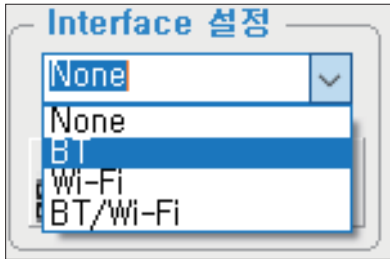 Interface 설정
None
None
BT
Wi-Fi
BT/Wi-Fi